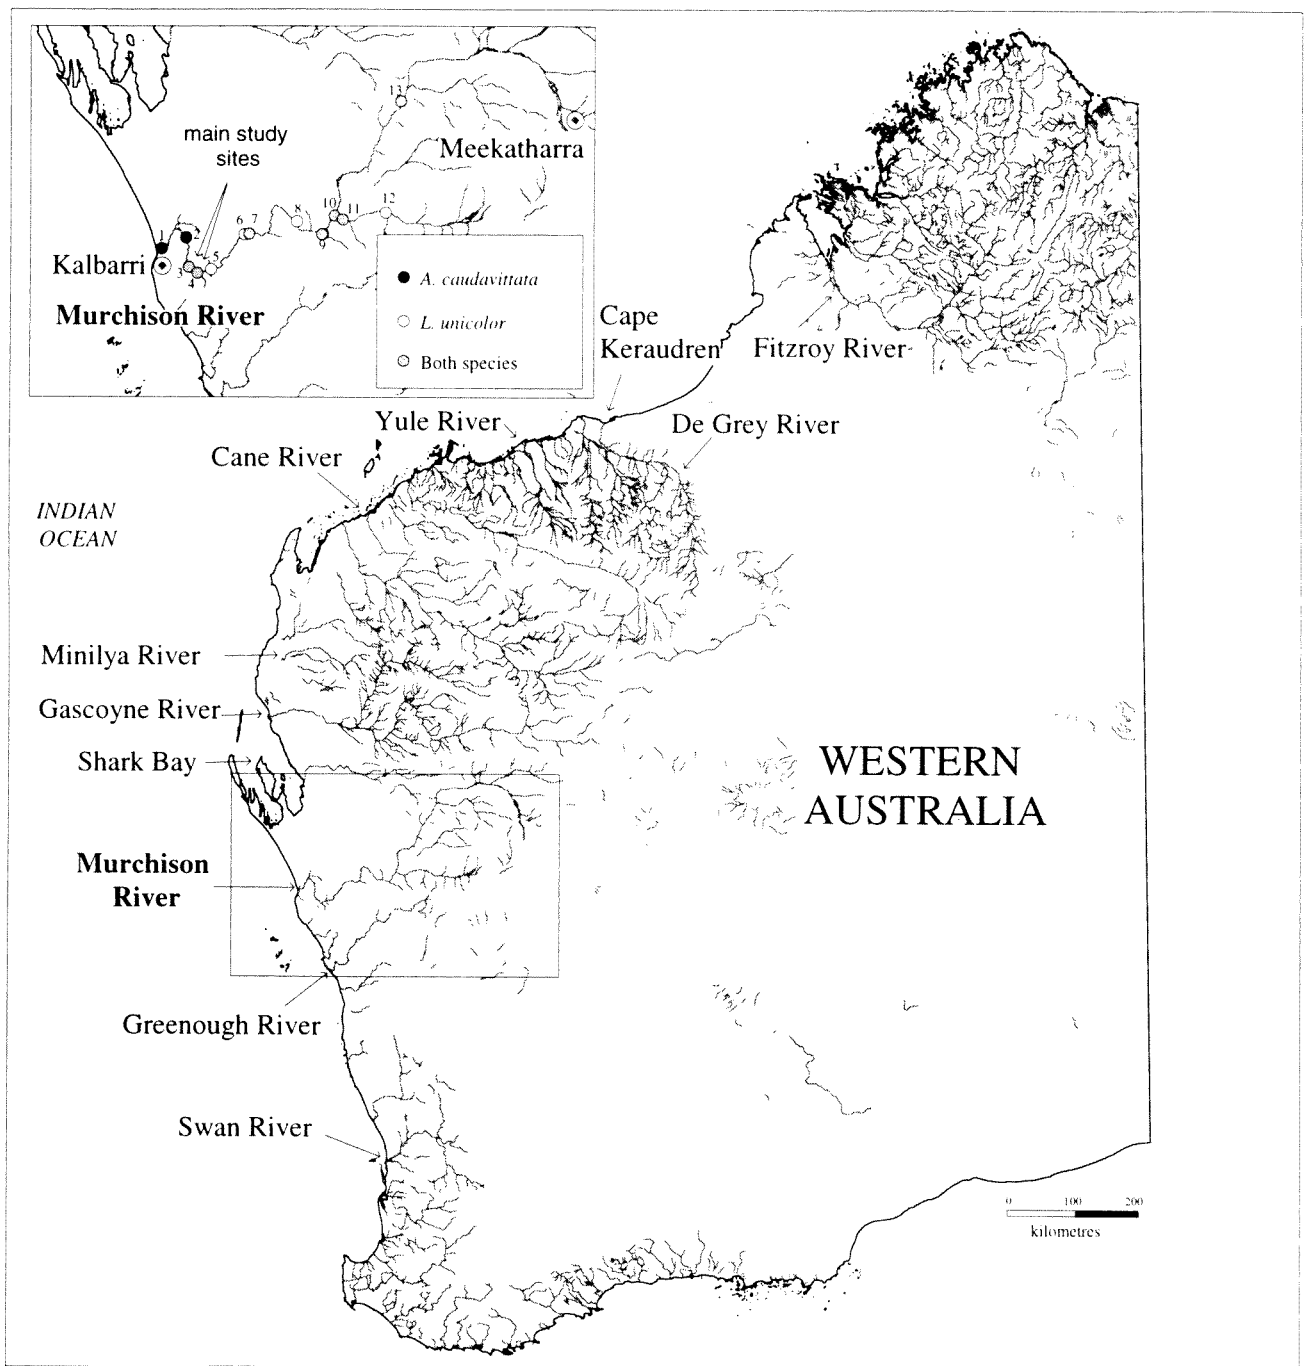 13
Meekatharra
main study
sites
12
10
11
8
6
7
9
1
2
5
3
4
Kalbarri
Murchison River
A. caudavittata
L. unicolor
Both species
Cape
Keraudren
Fitzroy River
Yule River
De Grey River
Cane River
INDIAN
OCEAN
Minilya River
Gascoyne River
Shark Bay
WESTERN
AUSTRALIA
Murchison
River
Greenough River
Swan River
0 100 200
kilometres